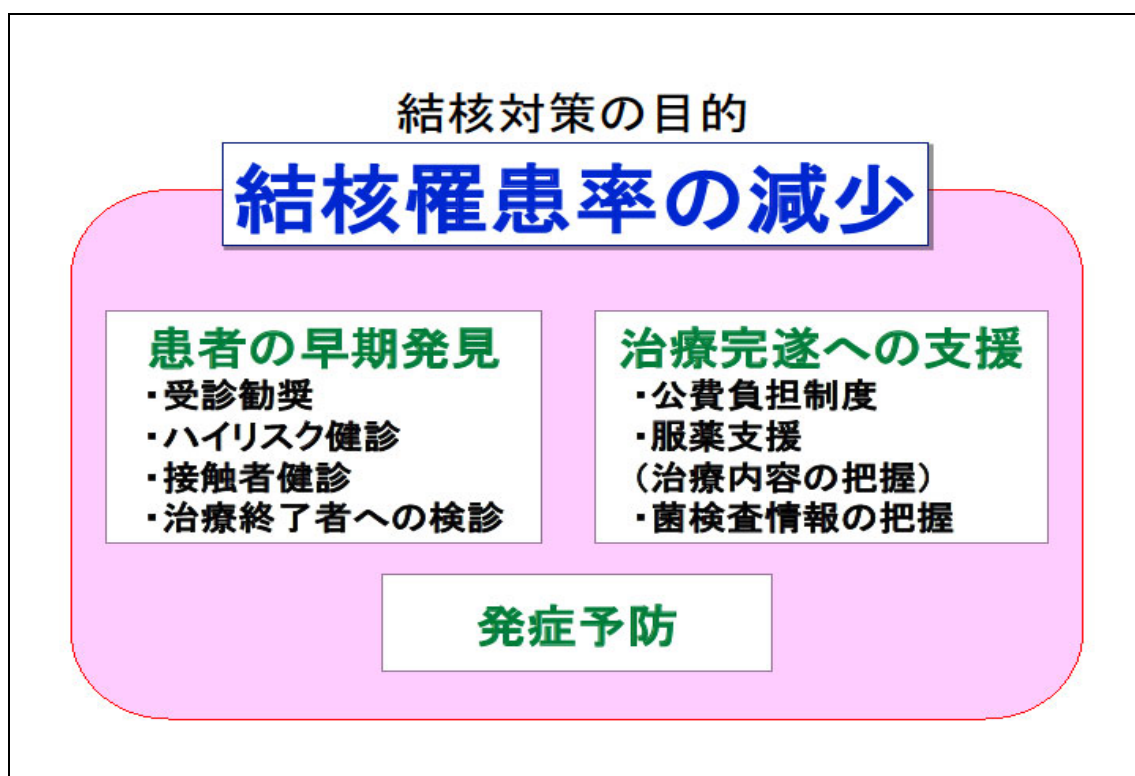 結核対策の目的
結核罹患率の減少
患者の早期発見
・受診勧奨
・ハイリスク健診
・接触者健診
・治療終了者への検診
治療完遂への支援
・公費負担制度
・服薬支援
(治療内容の把握)
・菌検査情報の把握
発症予防